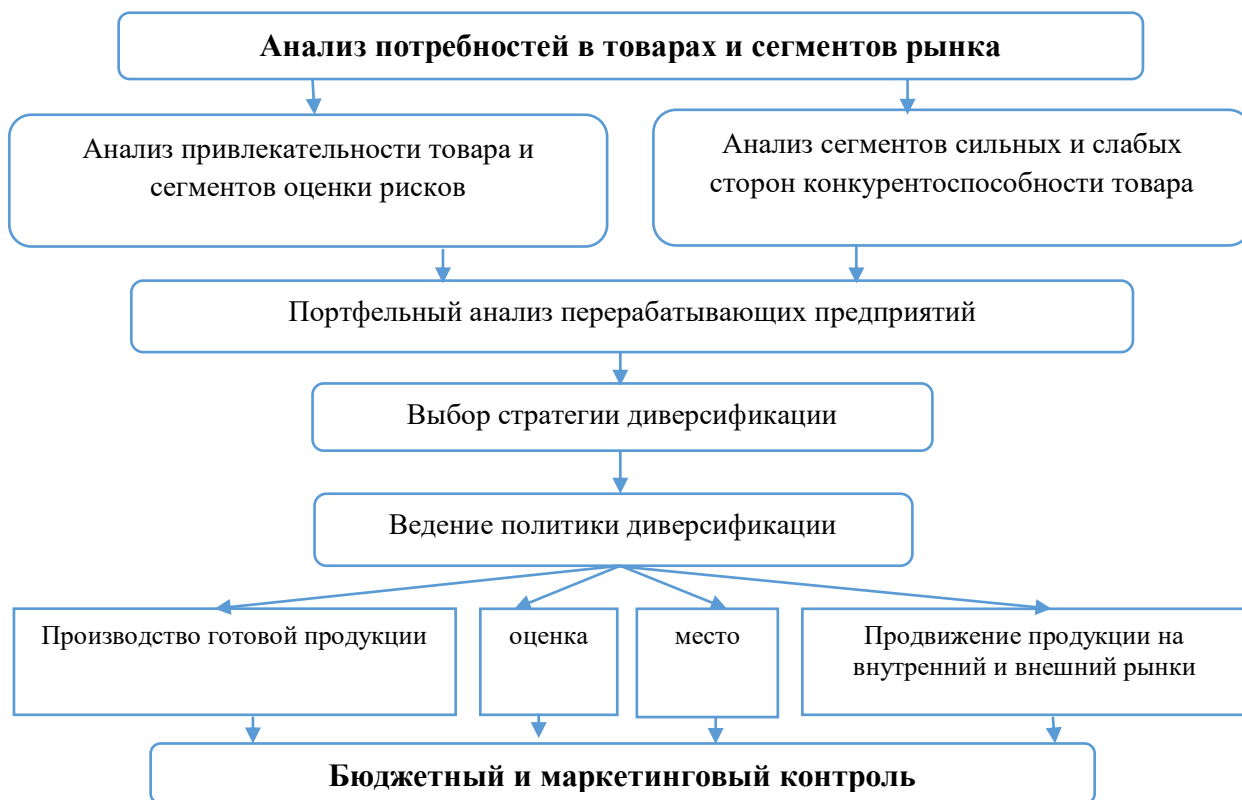 Анализ потребностей в товарах и сегментов рынка
Анализ привлекательности товара и
сегментов оценки рисков
Анализ сегментов сильных и слабых
сторон конкурентоспособности товара
Портфельный анализ перерабатывающих предприятий
Выбор стратегии диверсификации
Ведение политики диверсификации
Производство готовой продукции
оценка
место
Продвижение продукции на
внутренний и внешний рынки
Бюджетный и маркетинговый контроль